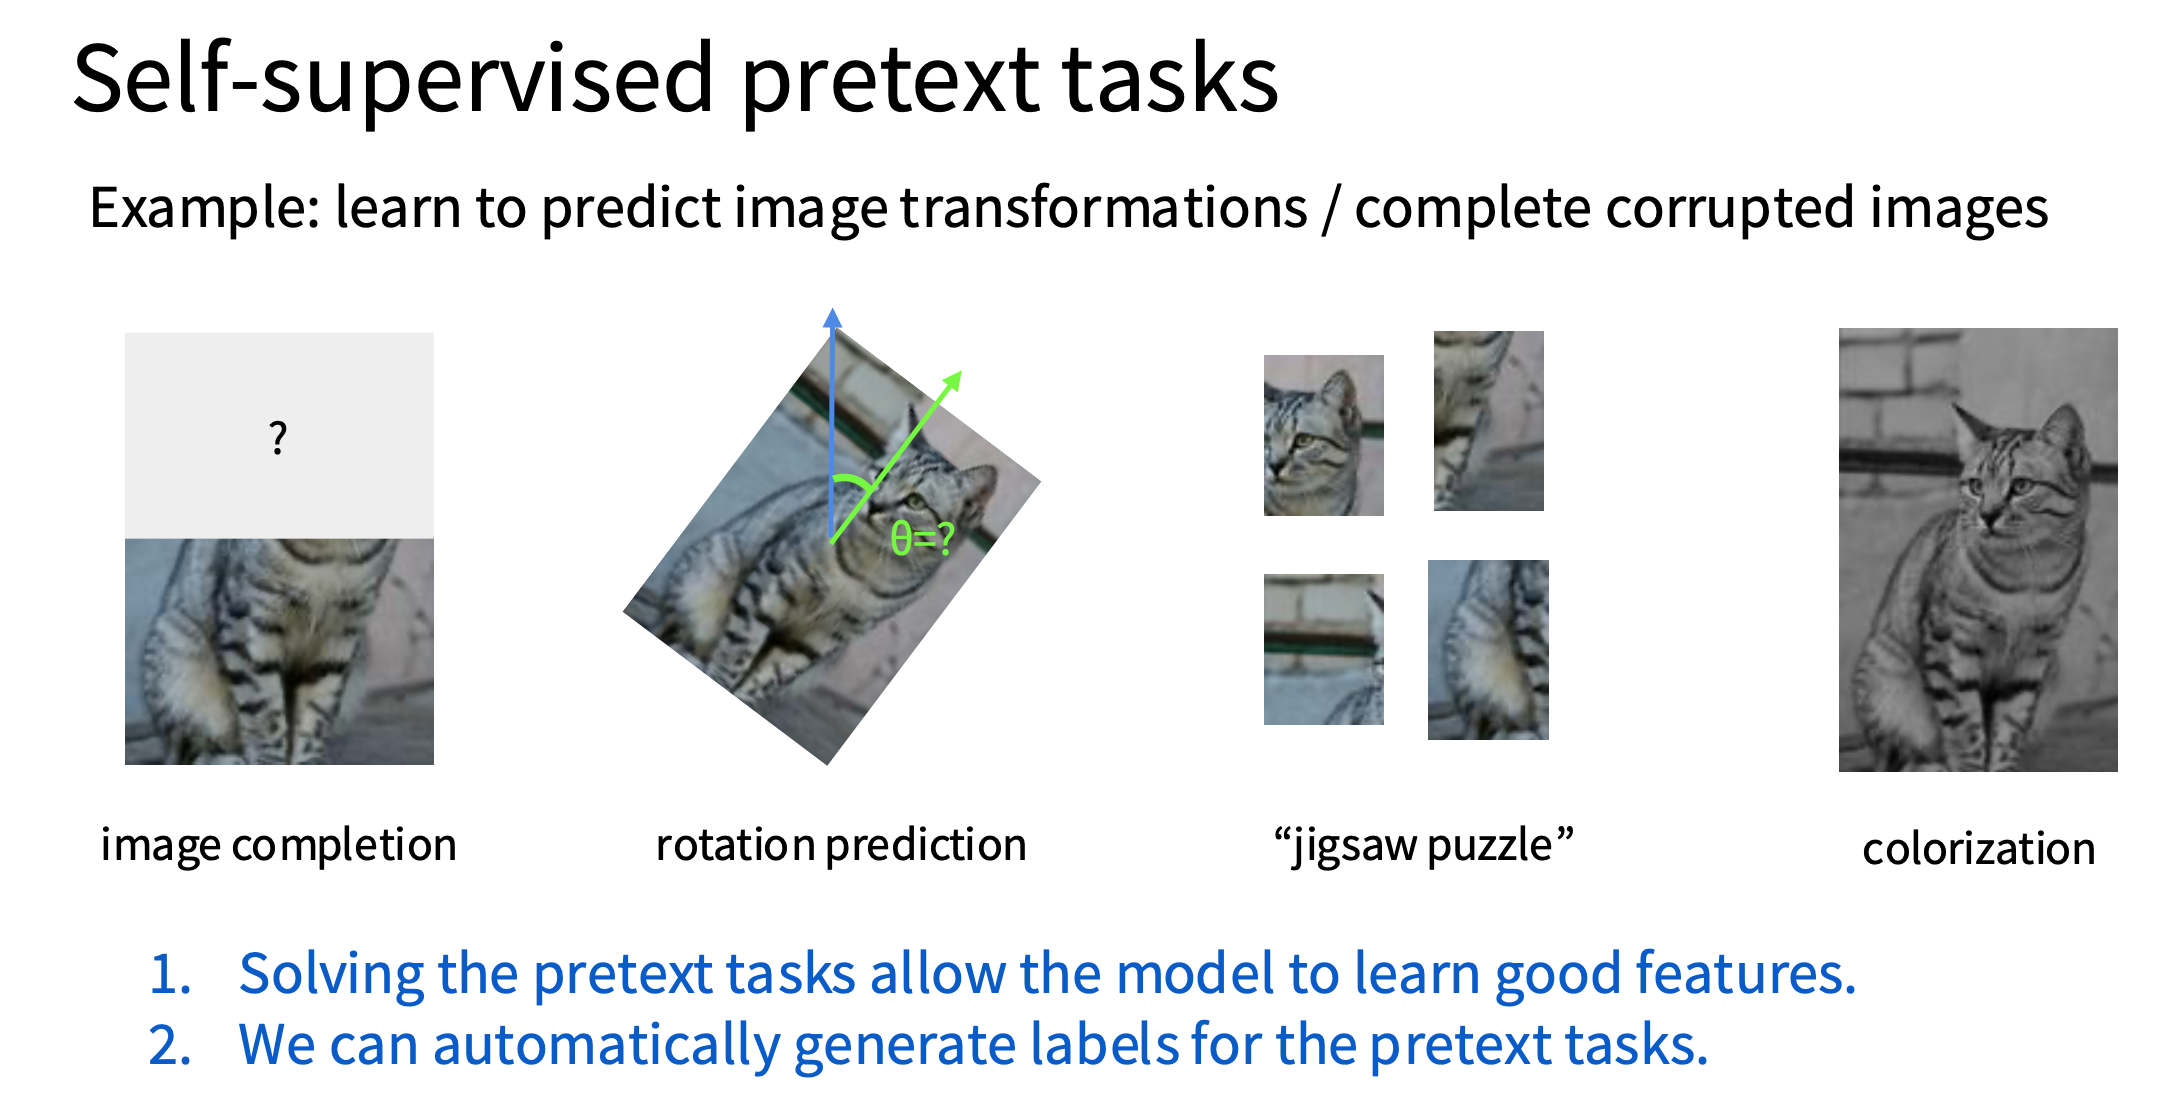 Self-supervised pretext tasks
Example: learn to predict image transformations / complete corrupted images
?
θ=?
image completion
rotation prediction
“jigsaw puzzle”
colorization
1. Solving the pretext tasks allow the model to learn good features.
2. We can automatically generate labels for the pretext tasks.